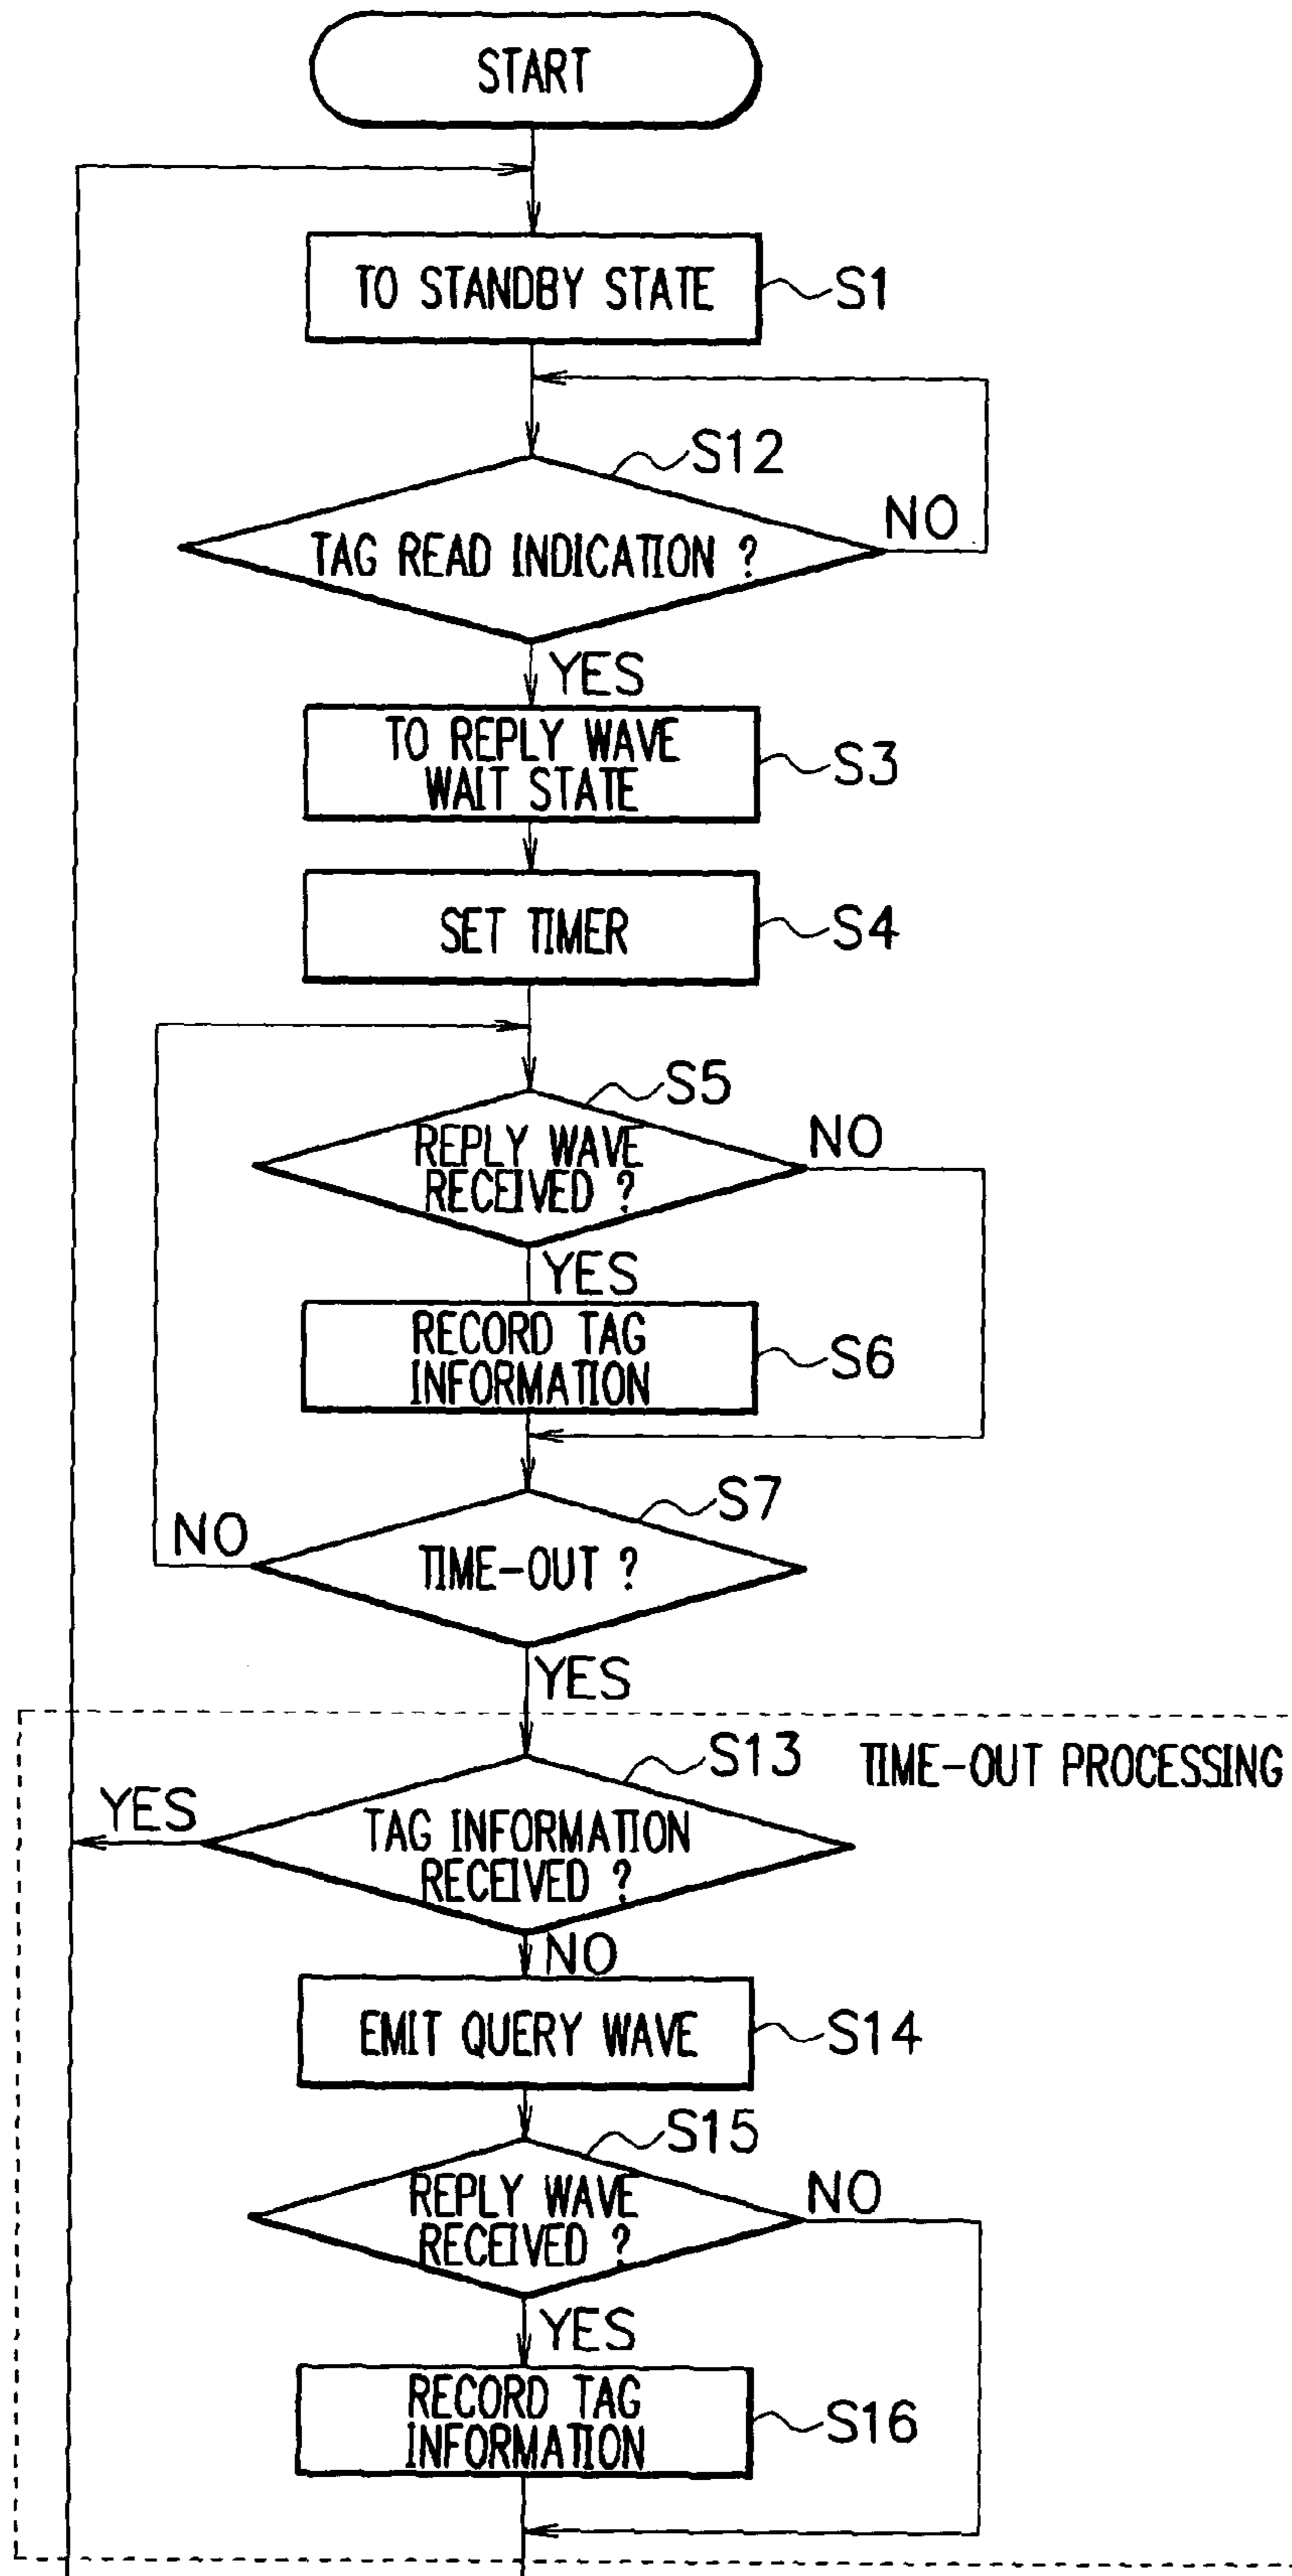 START
TO STANDBY STATE
S1
S12
TAG READ INDICATION ?
NO
YES
TO REPLY WAVE
WAIT STATE
S3
SET TIMER
S4
S5
REPLY WAVE
RECEIVED ?
NO
YES
RECORD TAG
INFORMATION
S6
S7
TIME-OUT ?
NO
YES
TIME-OUT PROCESSING
S13
TAG INFORMATION
RECEIVED ?
YES
NO
EMIT QUERY WAVE
S14
S15
REPLY WAVE
RECEIVED ?
NO
YES
RECORD TAG
INFORMATION
S16